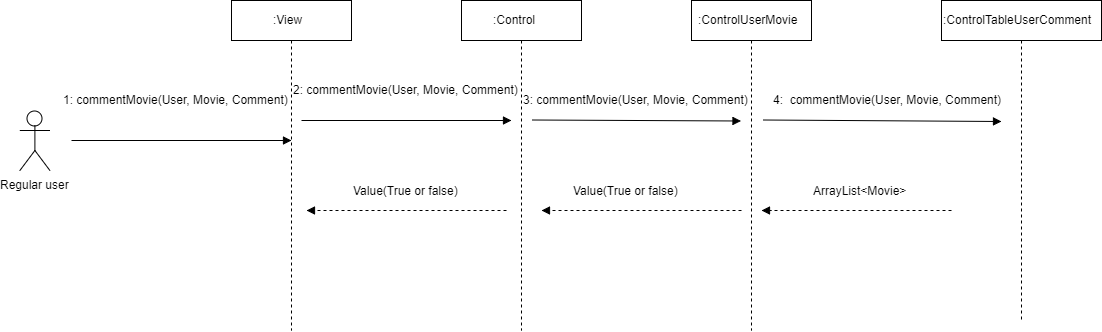 :View
:Control
:ControlUserMovie
:ControlTableUserComment
1: commentMovie(User, Movie, Comment)
2: commentMovie(User, Movie, Comment)
3: commentMovie(User, Movie, Comment)
4:  commentMovie(User, Movie, Comment)
Regular user
Value(True or false)
Value(True or false)
ArrayList<Movie>